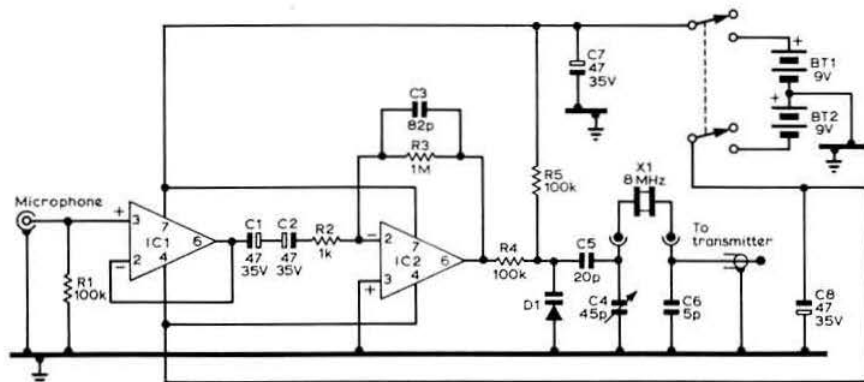 C7
47
35V
+
BT1
9V
+
BT2
9V
C3
82p
R3
1M
R5
100k
X1
8 MHz
Microphone
+
3
7
IC1
6
2
−
4
C1
47
35V
C2
47
35V
R2
1k
−
2
7
IC2
6
3
+
4
R4
100k
C5
20p
To
transmitter
R1
100k
D1
C4
45p
C6
5p
C8
47
35V